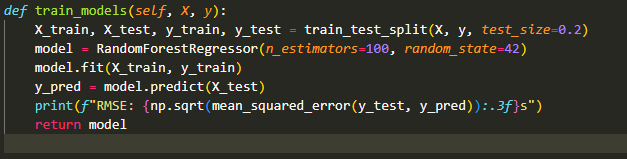 def train_models(self, X, y):
    X_train, X_test, y_train, y_test = train_test_split(X, y, test_size=0.2)
    model = RandomForestRegressor(n_estimators=100, random_state=42)
    model.fit(X_train, y_train)
    y_pred = model.predict(X_test)
    print(f"RMSE: {np.sqrt(mean_squared_error(y_test, y_pred)):.3f}s")
    return model